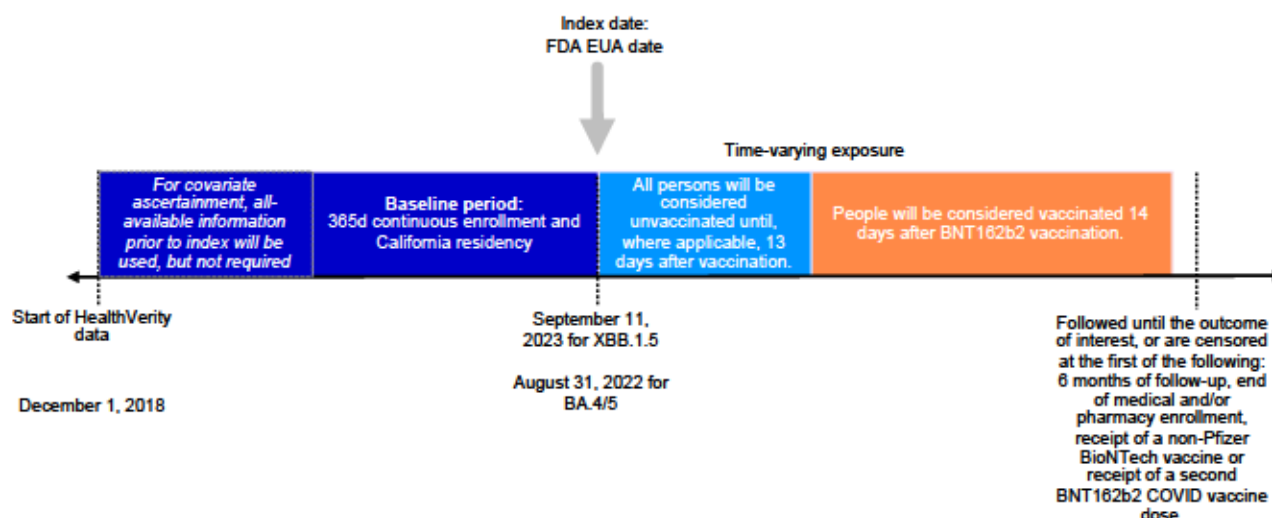 Index date:
FDA EUA date
Time-varying exposure
For covariate
ascertainment, all-
available information
prior to index will be
used, but not required
Baseline period:
365d continuous enrollment and
California residency
All persons will be
considered
unvaccinated until,
where applicable, 13
days after vaccination.
People will be considered vaccinated 14
days after BNT162b2 vaccination.
Start of HealthVerity
data
December 1, 2018
September 11,
2023 for XBB.1.5
August 31, 2022 for
BA.4/5
Followed until the outcome
of interest, or are censored
at the first of the following:
6 months of follow-up, end
of medical and/or
pharmacy enrollment,
receipt of a non-Pfizer
BioNTech vaccine or
receipt of a second
BNT162b2 COVID vaccine
dose